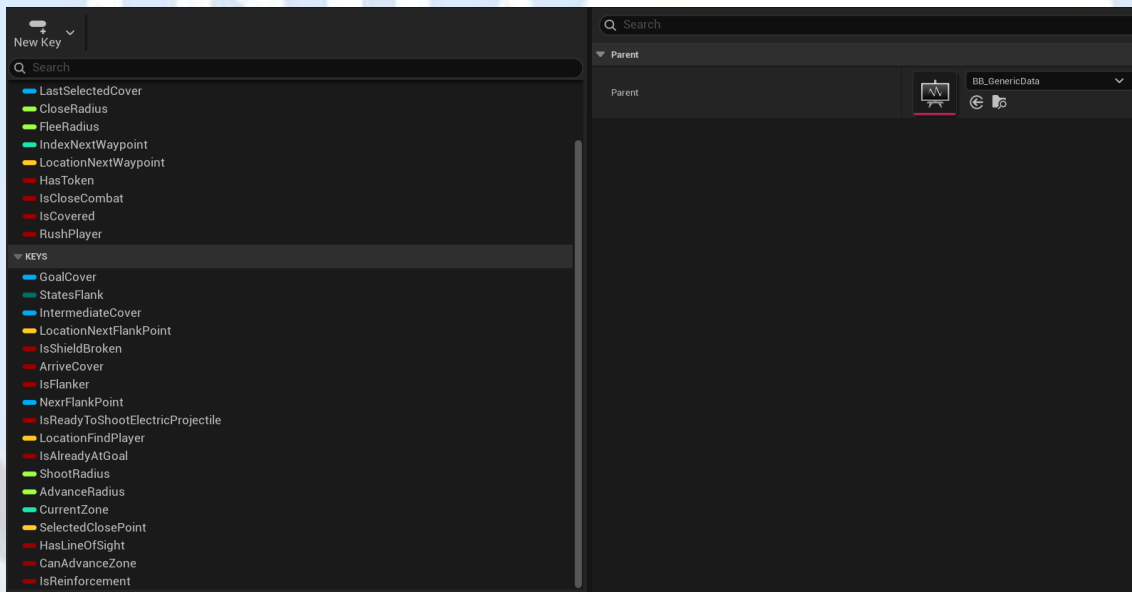 New Key
Search
LastSelectedCover
CloseRadius
FleeRadius
IndexNextWaypoint
LocationNextWaypoint
HasToken
IsCloseCombat
IsCovered
RushPlayer
KEYS
GoalCover
StatesFlank
IntermediateCover
LocationNextFlankPoint
IsShieldBroken
ArriveCover
IsFlanker
NexrFlankPoint
IsReadyToShootElectricProjectile
LocationFindPlayer
IsAlreadyAtGoal
ShootRadius
AdvanceRadius
CurrentZone
SelectedClosePoint
HasLineOfSight
CanAdvanceZone
IsReinforcement
Search
Parent
Parent
BB_GenericData